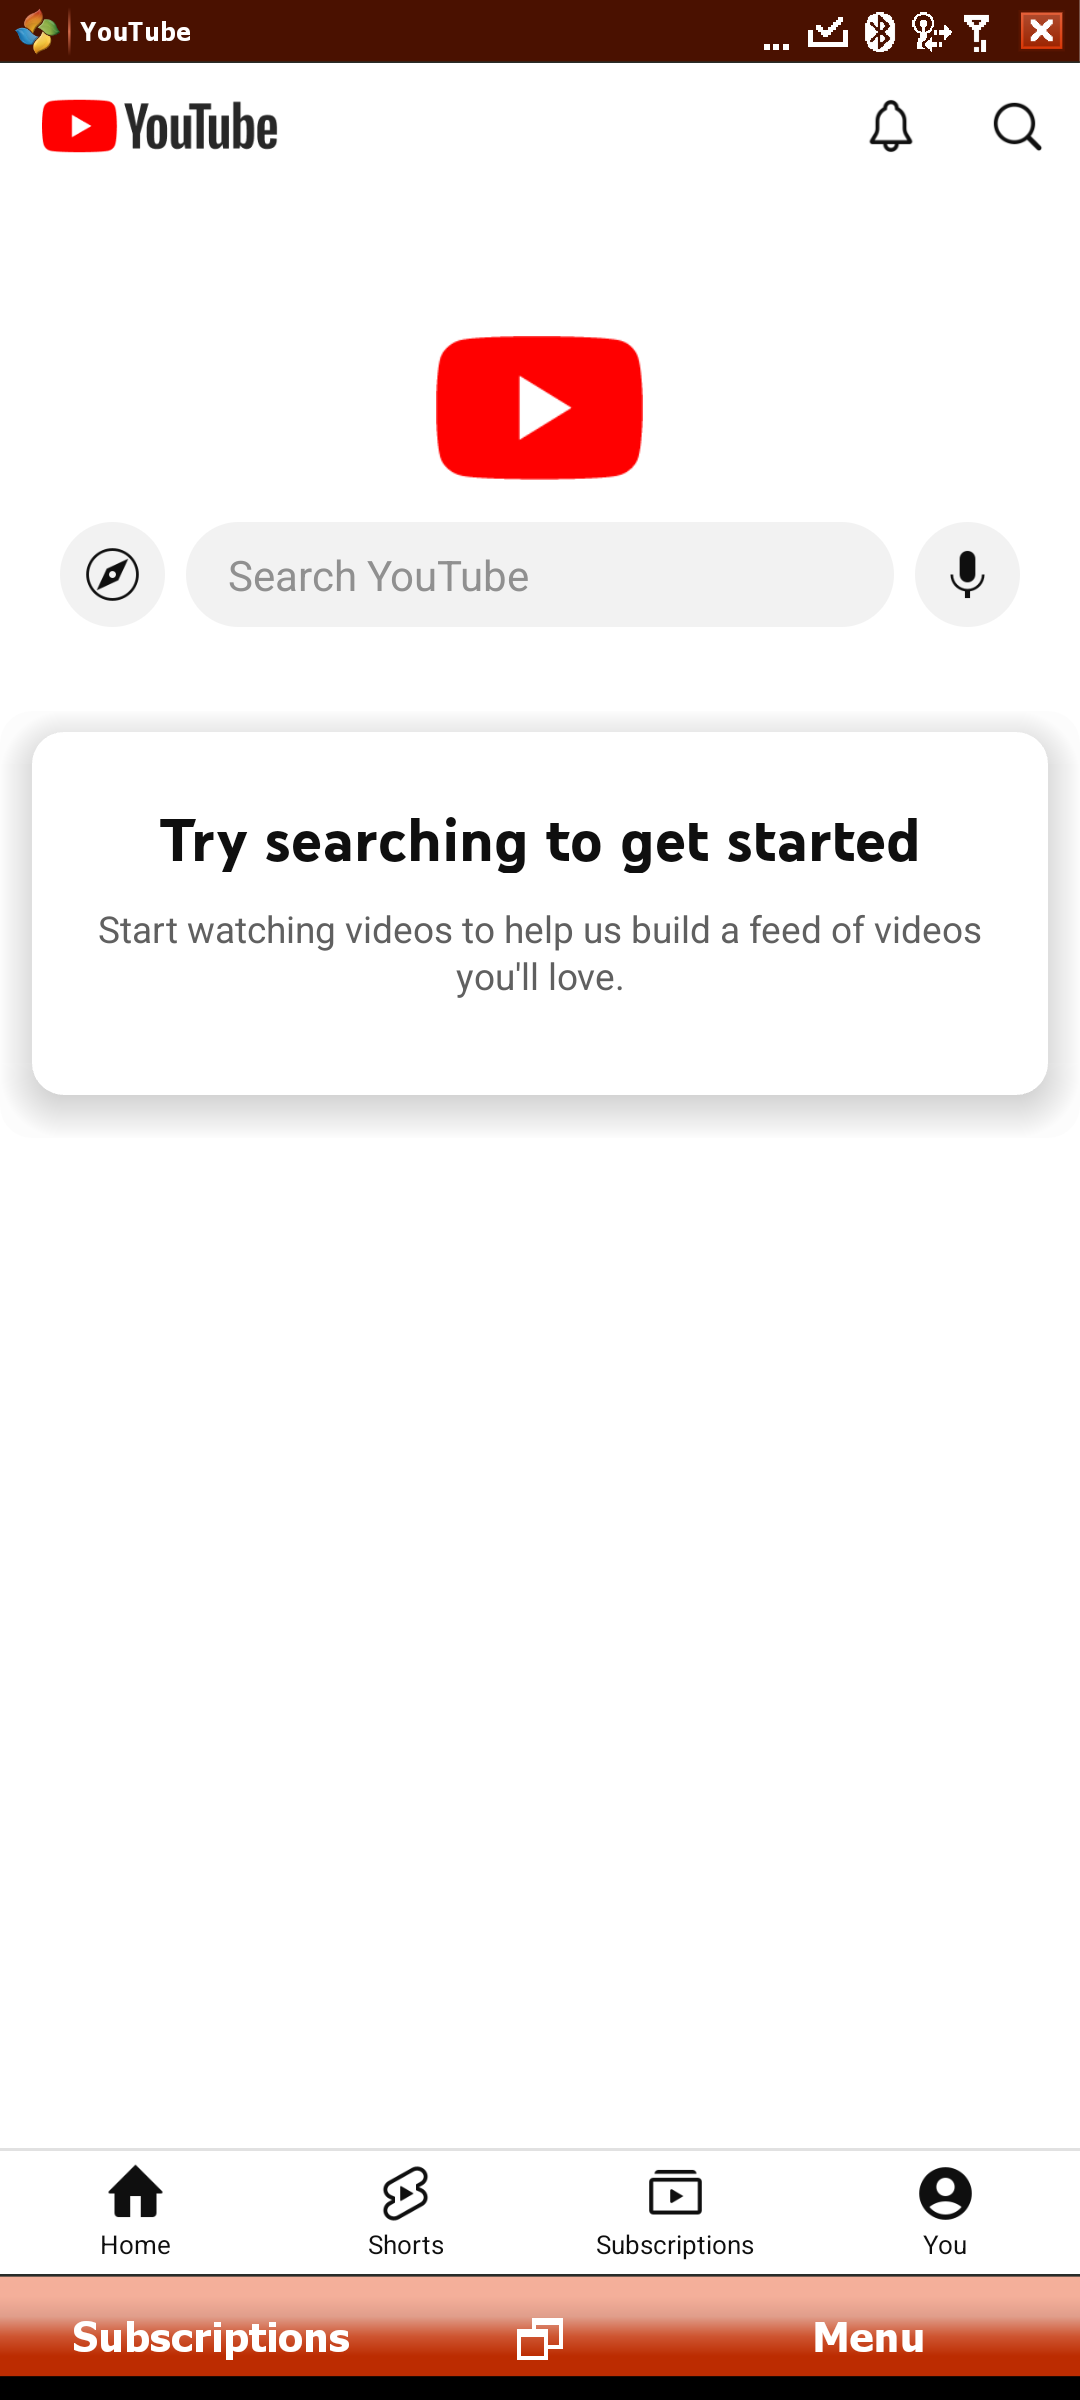 YouTube
YouTube
Search YouTube
Try searching to get started
Start watching videos to help us build a feed of videos
you'll love.
Home
Shorts
Subscriptions
You
Subscriptions
Menu